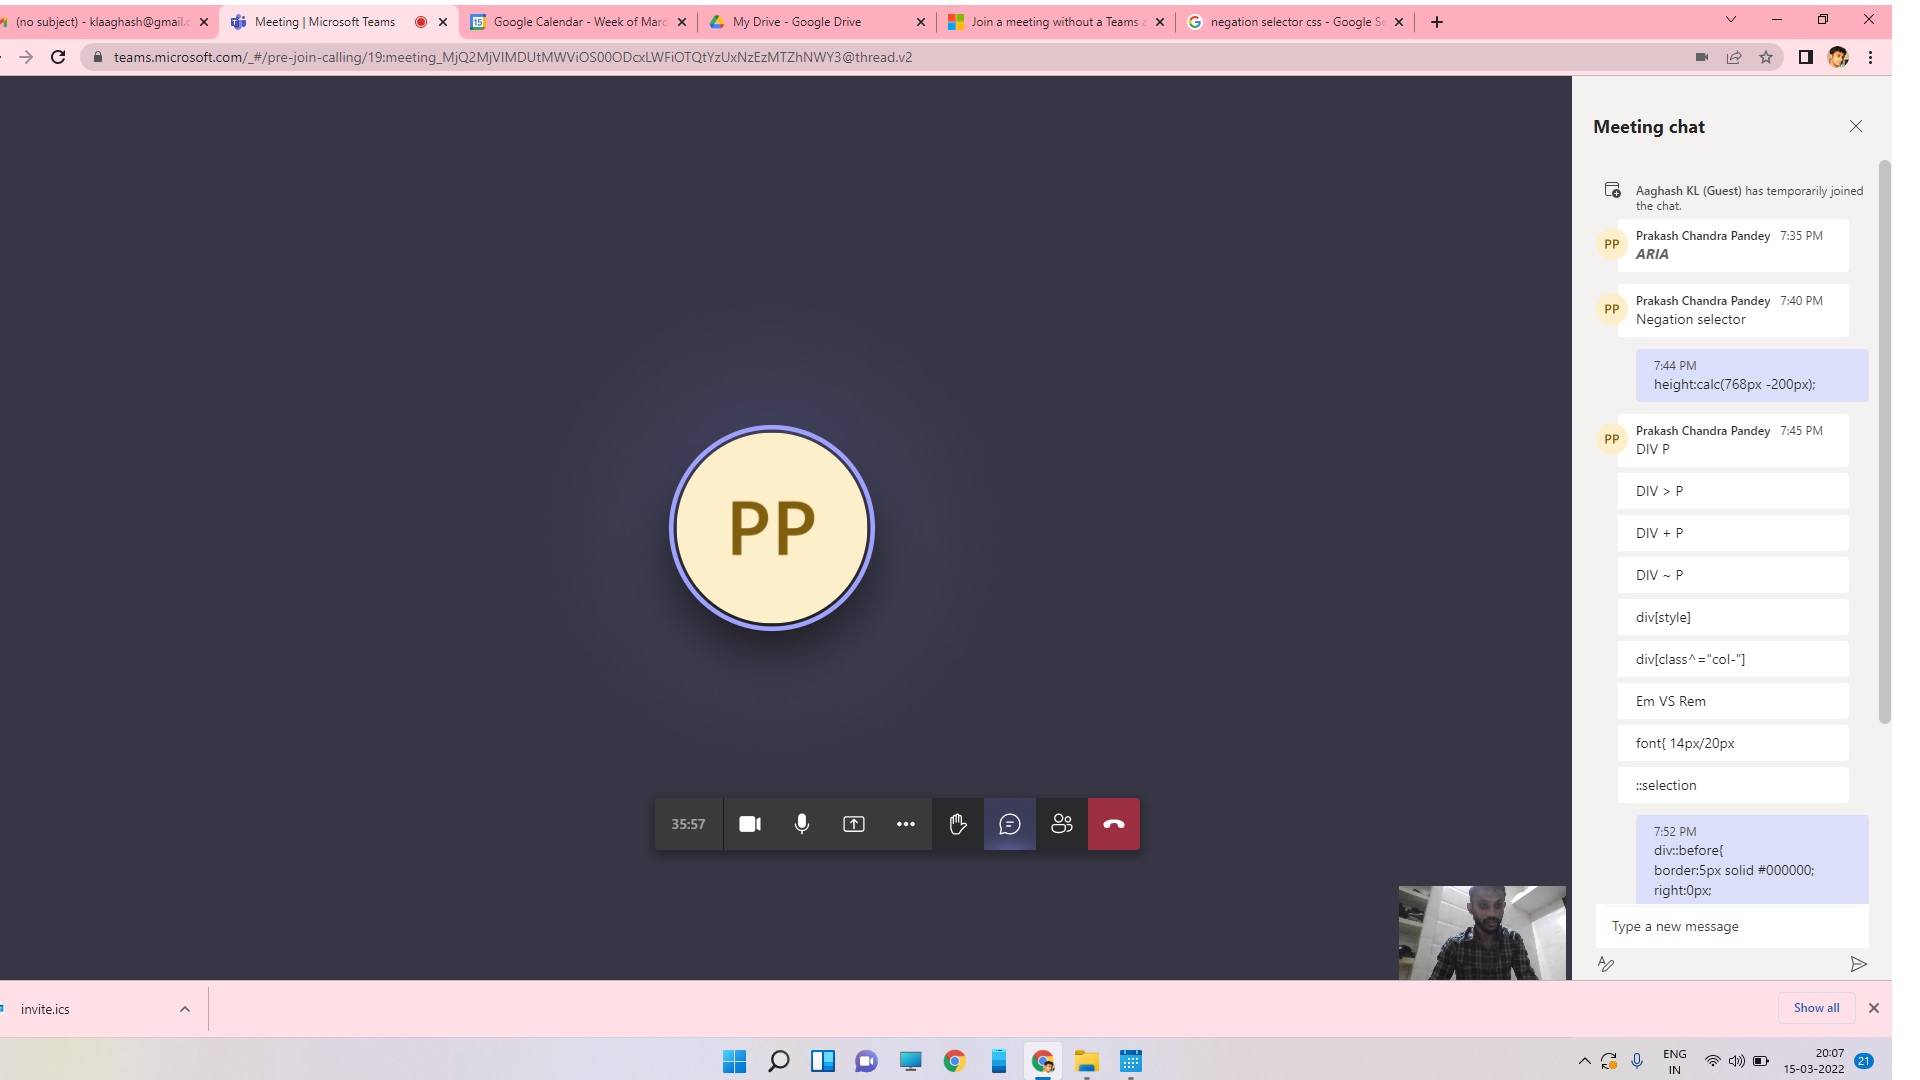 (no subject) - klaaghash@gmail.c
Meeting | Microsoft Teams
Google Calendar - Week of Marc
My Drive - Google Drive
Join a meeting without a Teams a
negation selector css - Google Se
teams.microsoft.com/_#/pre-join-calling/19:meeting_MjQ2MjVlMDUtMWViOS00ODcxLWFiOTQtYzUxNzEzMTZhNWY3@thread.v2
Meeting chat
Aaghash KL (Guest) has temporarily joined
the chat.
PP
Prakash Chandra Pandey 7:35 PM
ARIA
PP
Prakash Chandra Pandey 7:40 PM
Negation selector
7:44 PM
height:calc(768px -200px);
PP
Prakash Chandra Pandey 7:45 PM
DIV P
DIV > P
DIV + P
DIV ~ P
div[style]
div[class^="col-"]
Em VS Rem
font{ 14px/20px
::selection
7:52 PM
div::before{
border:5px solid #000000;
right:0px;
Type a new message
PP
35:57
invite.ics
Show all
ENG
IN
20:07
15-03-2022
21